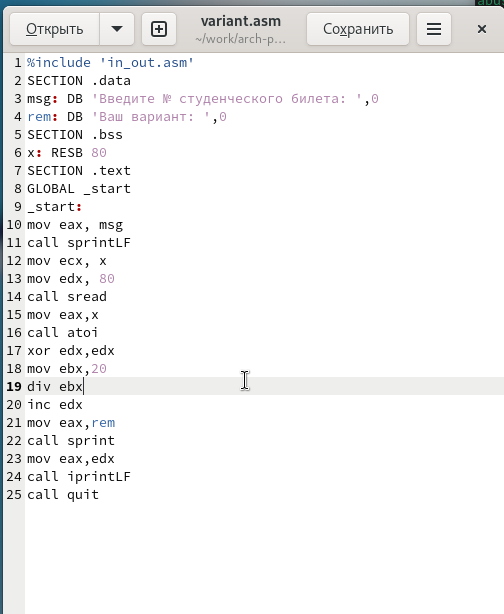 Открыть
variant.asm
~/work/arch-p...
Сохранить
1 %include 'in_out.asm'
2 SECTION .data
3 msg: DB 'Введите № студенческого билета: ',0
4 rem: DB 'Ваш вариант: ',0
5 SECTION .bss
6 x: RESB 80
7 SECTION .text
8 GLOBAL _start
9 _start:
10 mov eax, msg
11 call sprintLF
12 mov ecx, x
13 mov edx, 80
14 call sread
15 mov eax,x
16 call atoi
17 xor edx,edx
18 mov ebx,20
19 div ebx
20 inc edx
21 mov eax,rem
22 call sprint
23 mov eax,edx
24 call iprintLF
25 call quit